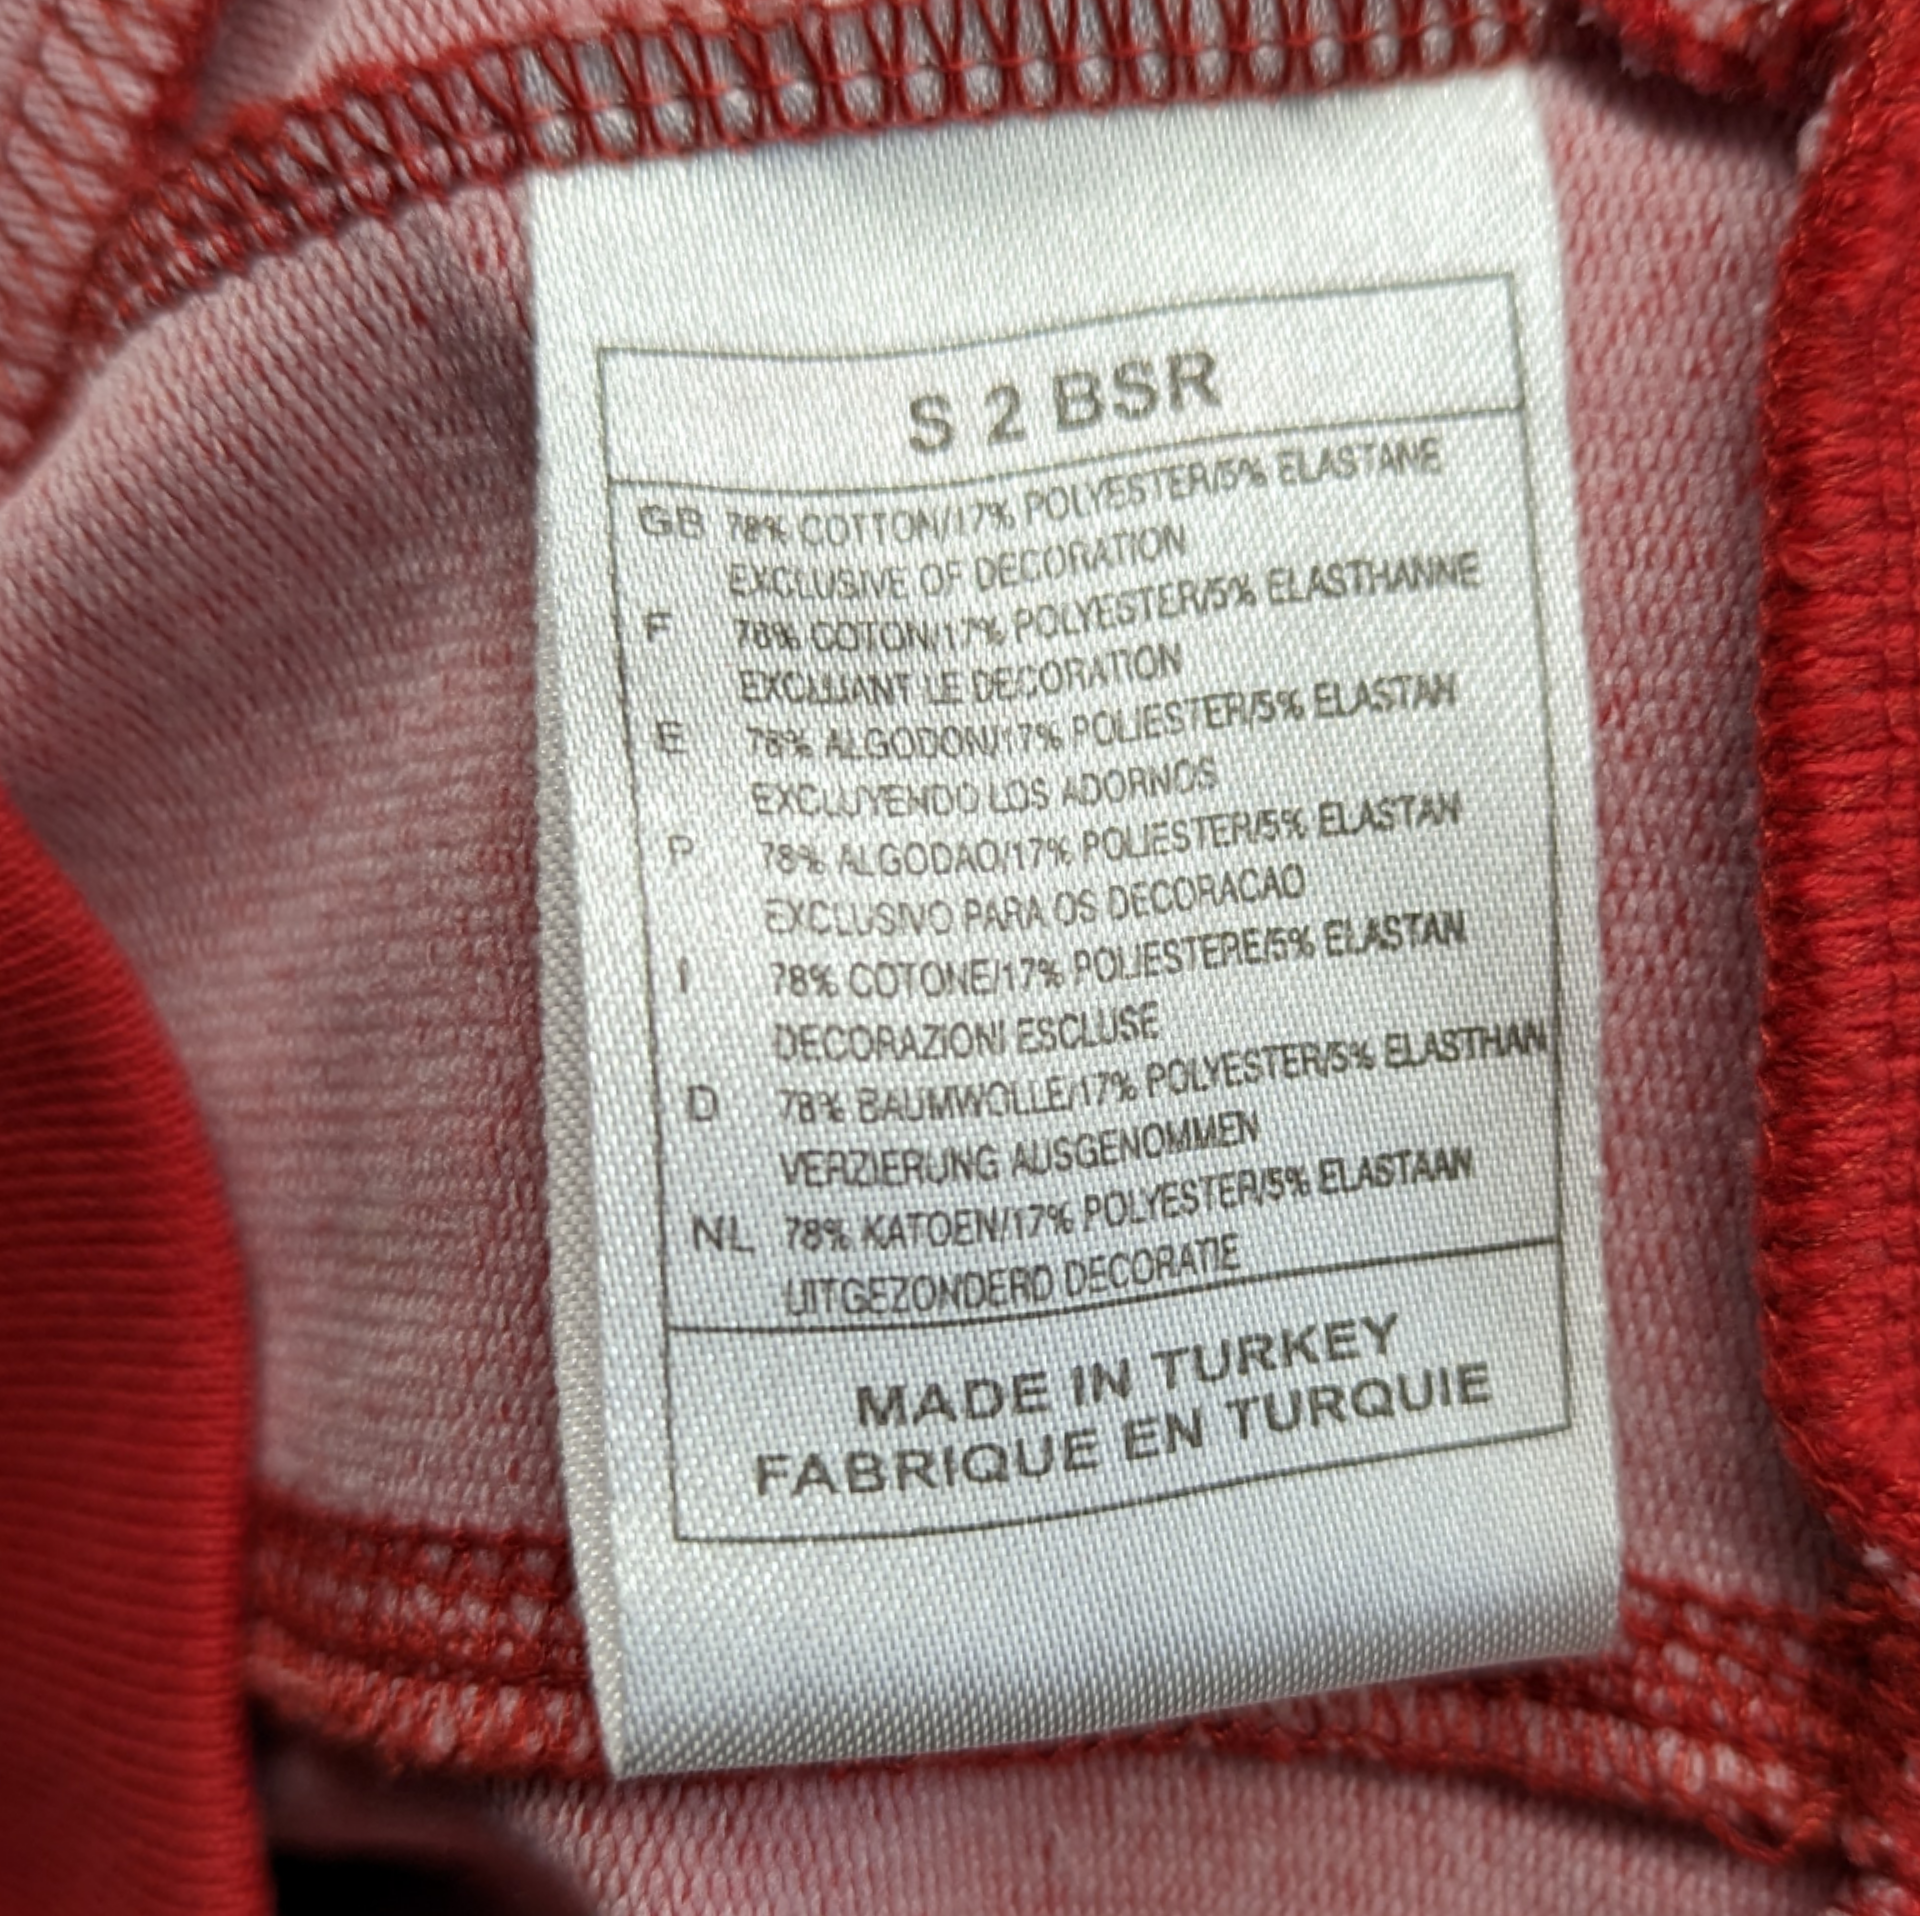 S 2 BSR
GB 78% COTTON/17% POLYESTER/5% ELASTANE
EXCLUSIVE OF DECORATION
F 78% COTON/17% POLYESTER/5% ELASTHANNE
EXCLUANT LE DECORATION
E 78% ALGODON/17% POLIESTER/5% ELASTAN
EXCLUYENDO LOS ADORNOS
P 78% ALGODAO/17% POLIESTER/5% ELASTAN
EXCLUSIVO PARA OS DECORACAO
I 78% COTONE/17% POLIESTERE/5% ELASTAN
DECORAZIONI ESCLUSE
D 78% BAUMWOLLE/17% POLYESTER/5% ELASTHAN
VERZIERUNG AUSGENOMMEN
NL 78% KATOEN/17% POLYESTER/5% ELASTAAN
UITGEZONDERD DECORATIE
MADE IN TURKEY
FABRIQUE EN TURQUIE